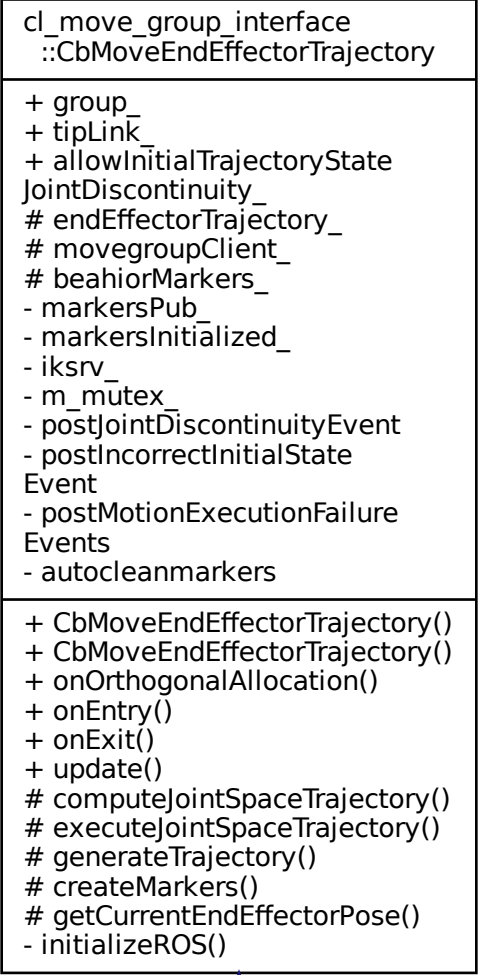 cl_move_group_interface
::CbMoveEndEffectorTrajectory
+ group_
+ tipLink_
+ allowInitialTrajectoryState
JointDiscontinuity_
# endEffectorTrajectory_
# movegroupClient_
# beahiorMarkers_
- markersPub_
- markersInitialized_
- iksrv_
- m_mutex_
- postJointDiscontinuityEvent
- postIncorrectInitialState
Event
- postMotionExecutionFailure
Events
- autocleanmarkers
+ CbMoveEndEffectorTrajectory()
+ CbMoveEndEffectorTrajectory()
+ onOrthogonalAllocation()
+ onEntry()
+ onExit()
+ update()
# computeJointSpaceTrajectory()
# executeJointSpaceTrajectory()
# generateTrajectory()
# createMarkers()
# getCurrentEndEffectorPose()
- initializeROS()